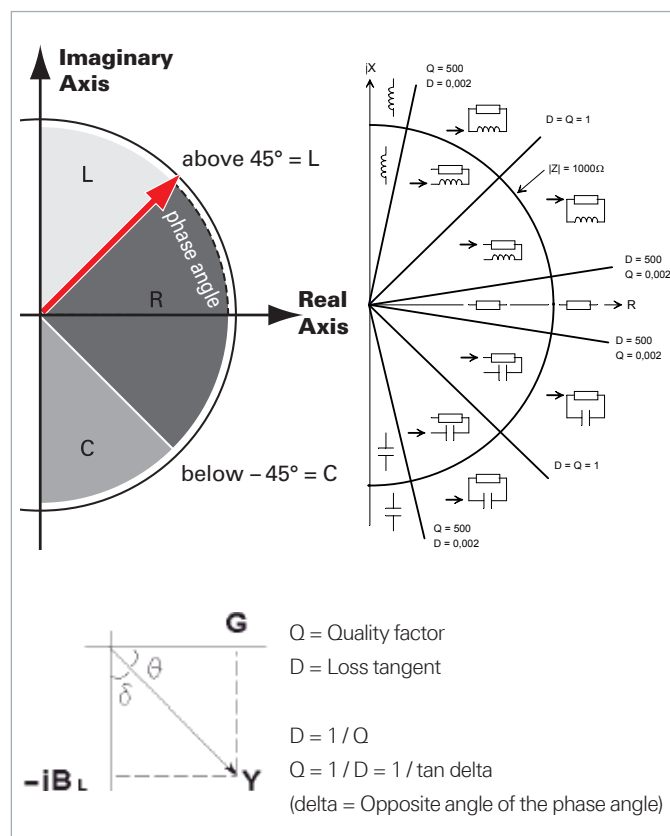 Imaginary
Axis
L
above 45° = L
phase angle
R
Real
Axis
C
below – 45° = C
jX
Q = 500
D = 0,002
D = Q = 1
|Z| = 1000Ω
D = 500
Q = 0,002
R
D = 500
Q = 0,002
D = Q = 1
Q = 500
D = 0,002
G
θ
δ
–iB L
Y
Q = Quality factor
D = Loss tangent
D = 1 / Q
Q = 1 / D = 1 / tan delta
(delta = Opposite angle of the phase angle)